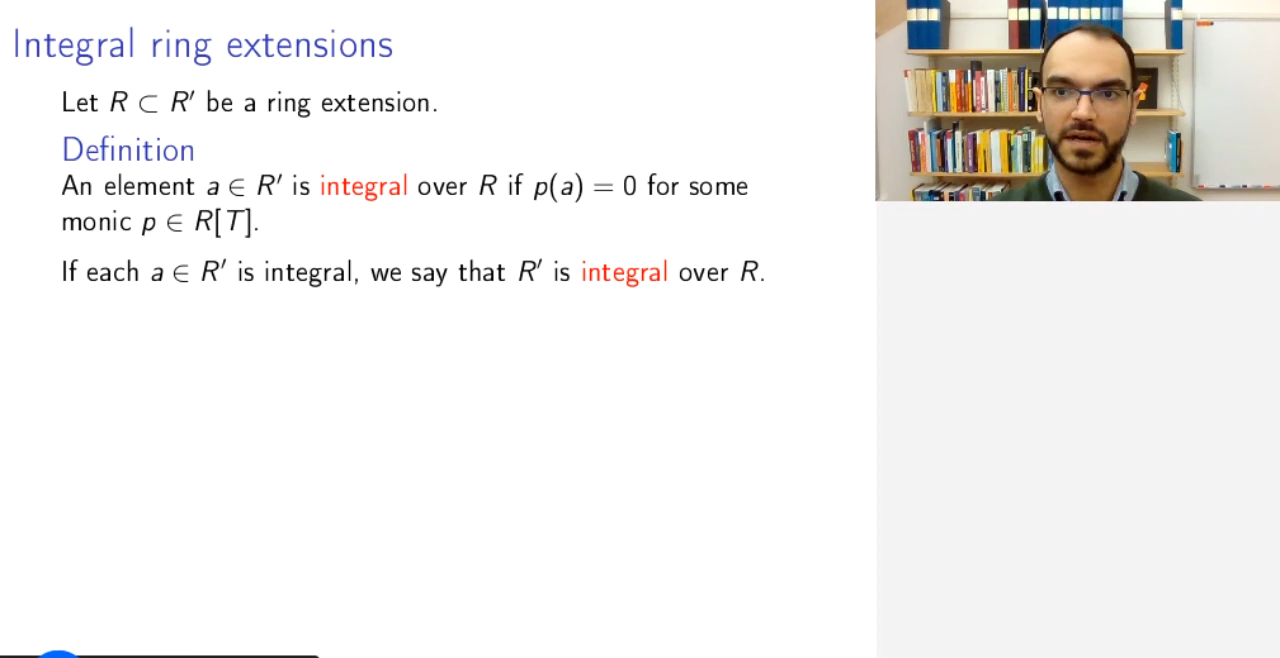 Integral ring extensions
Let R ⊂ R′ be a ring extension.
Definition
An element a ∈ R′ is integral over R if p(a) = 0 for some
monic p ∈ R[T].
If each a ∈ R′ is integral, we say that R′ is integral over R.